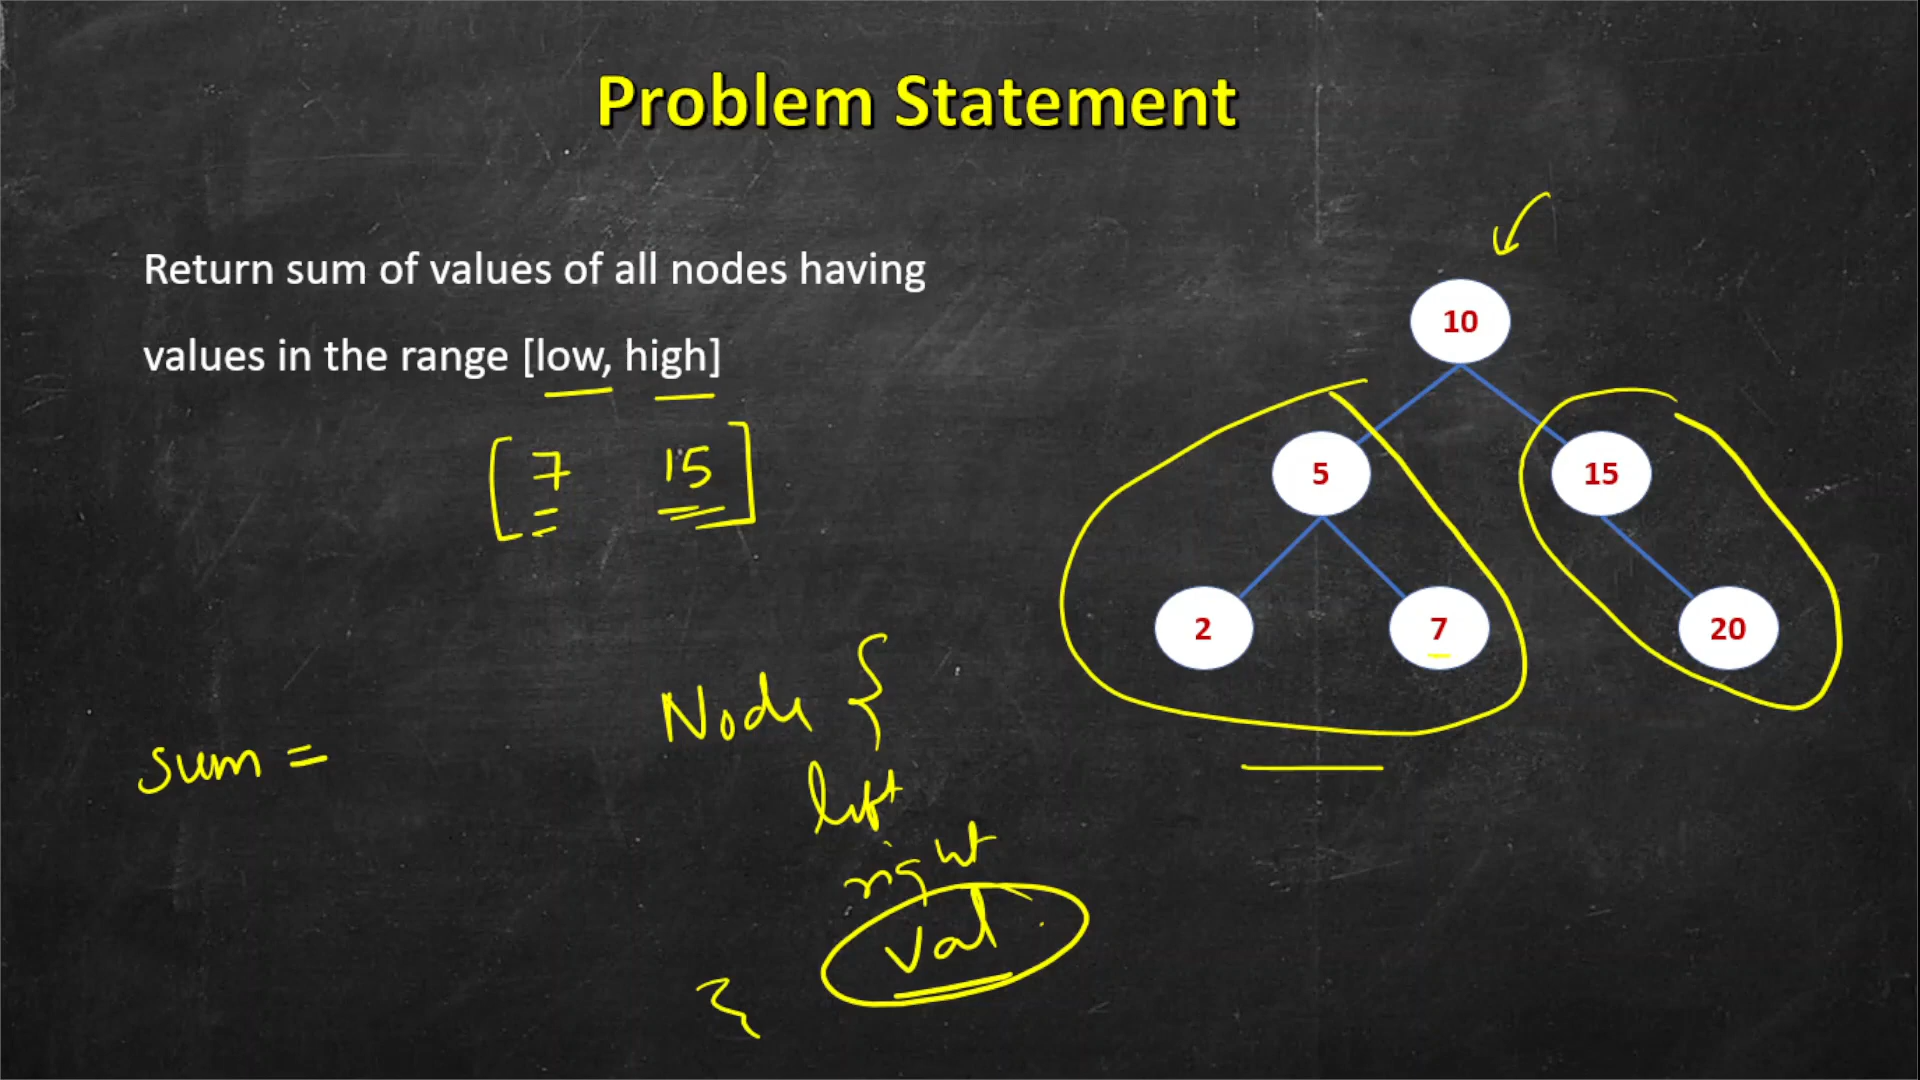 Problem Statement
Return sum of values of all nodes having
values in the range [low, high]
[ 7 15 ]
10
5 15
2 7 20
Node {
sum =
left
right
val
}